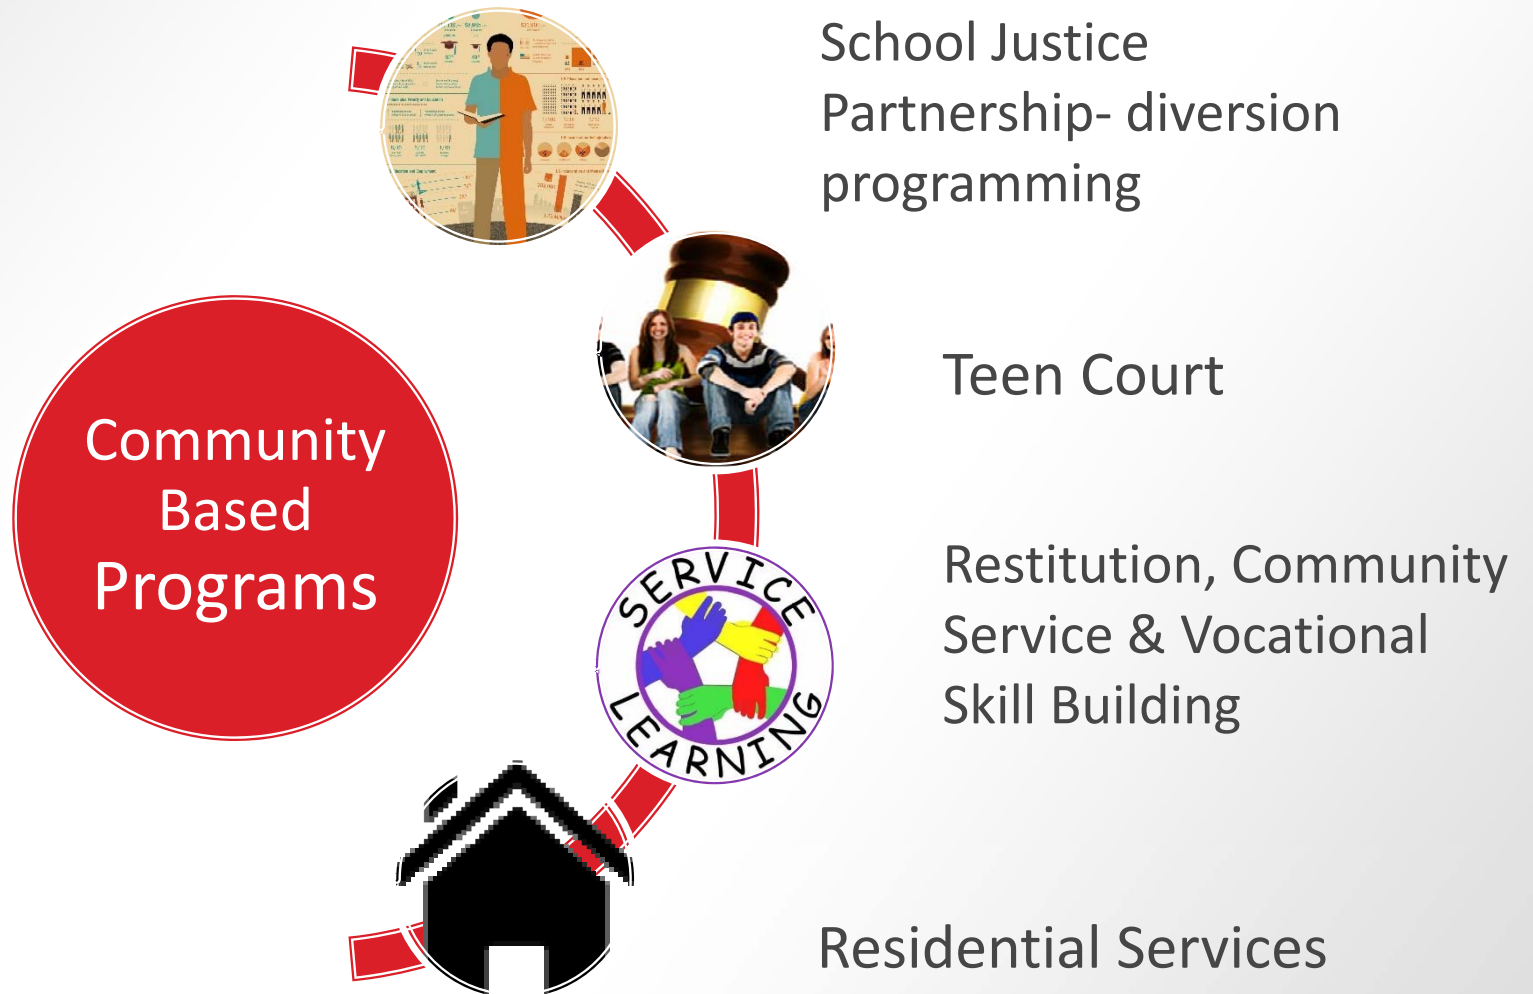 School Justice
Partnership- diversion
programming
Teen Court
Community
Based
Programs
SERVICE
LEARNING
Restitution, Community
Service & Vocational
Skill Building
Residential Services